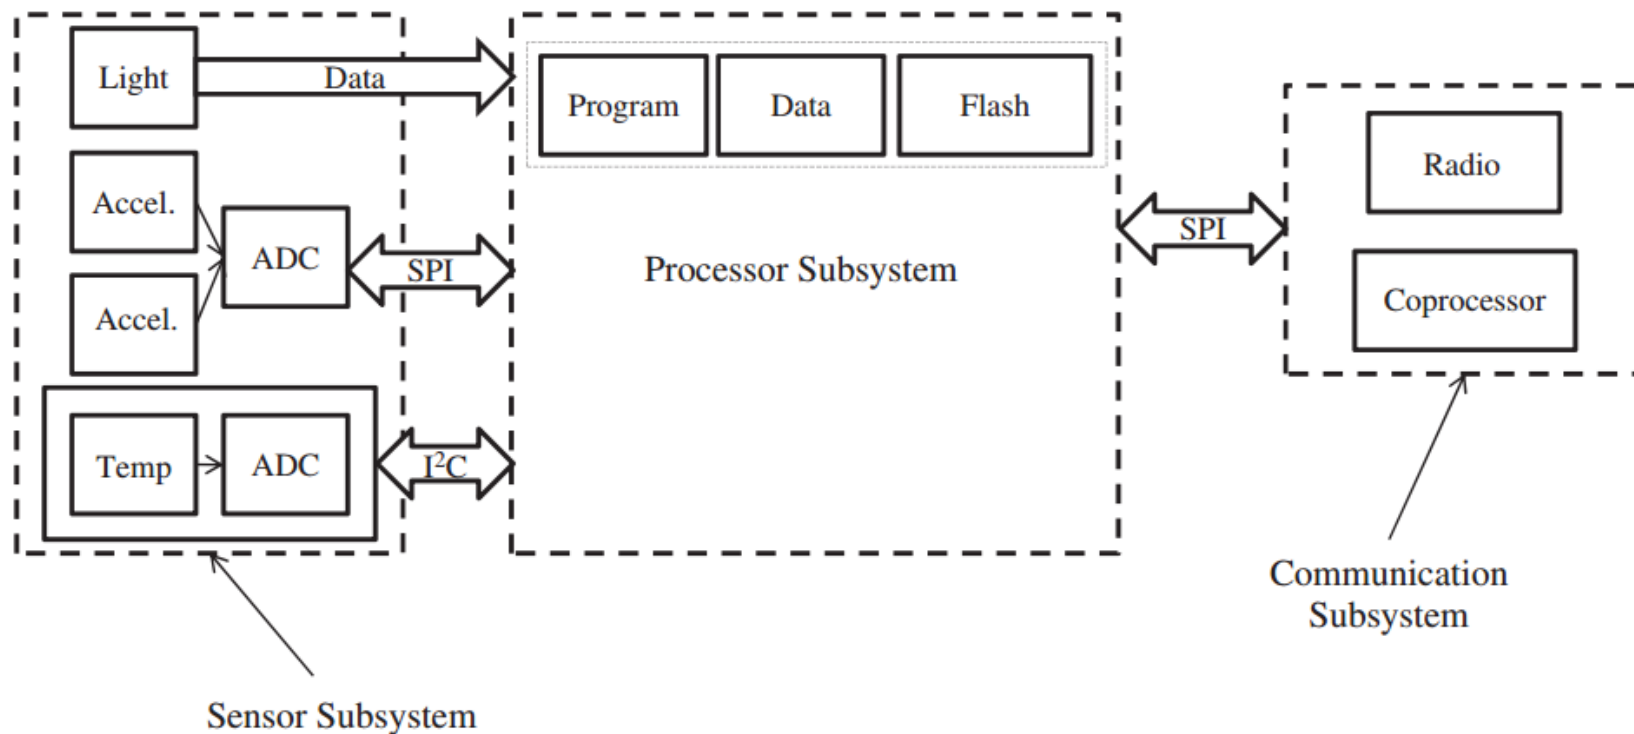 Light
Data
Program
Data
Flash
Radio
Accel.
ADC
SPI
Processor Subsystem
SPI
Accel.
Coprocessor
Temp
ADC
I²C
Communication
Subsystem
Sensor Subsystem